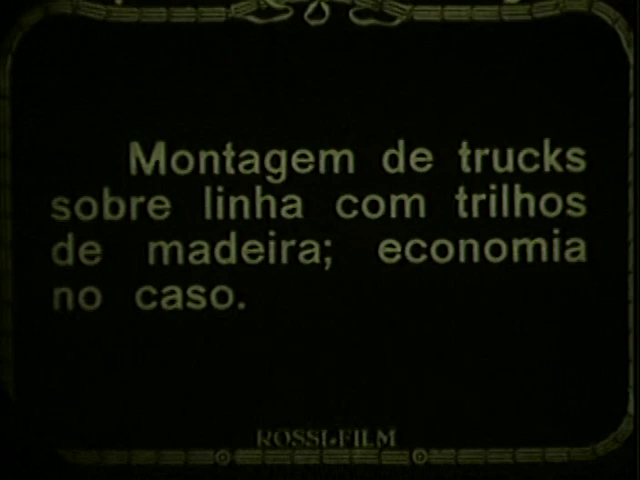 Montagem de trucks
sobre linha com trilhos
de madeira; economia
no caso.
ROSSI-FILM